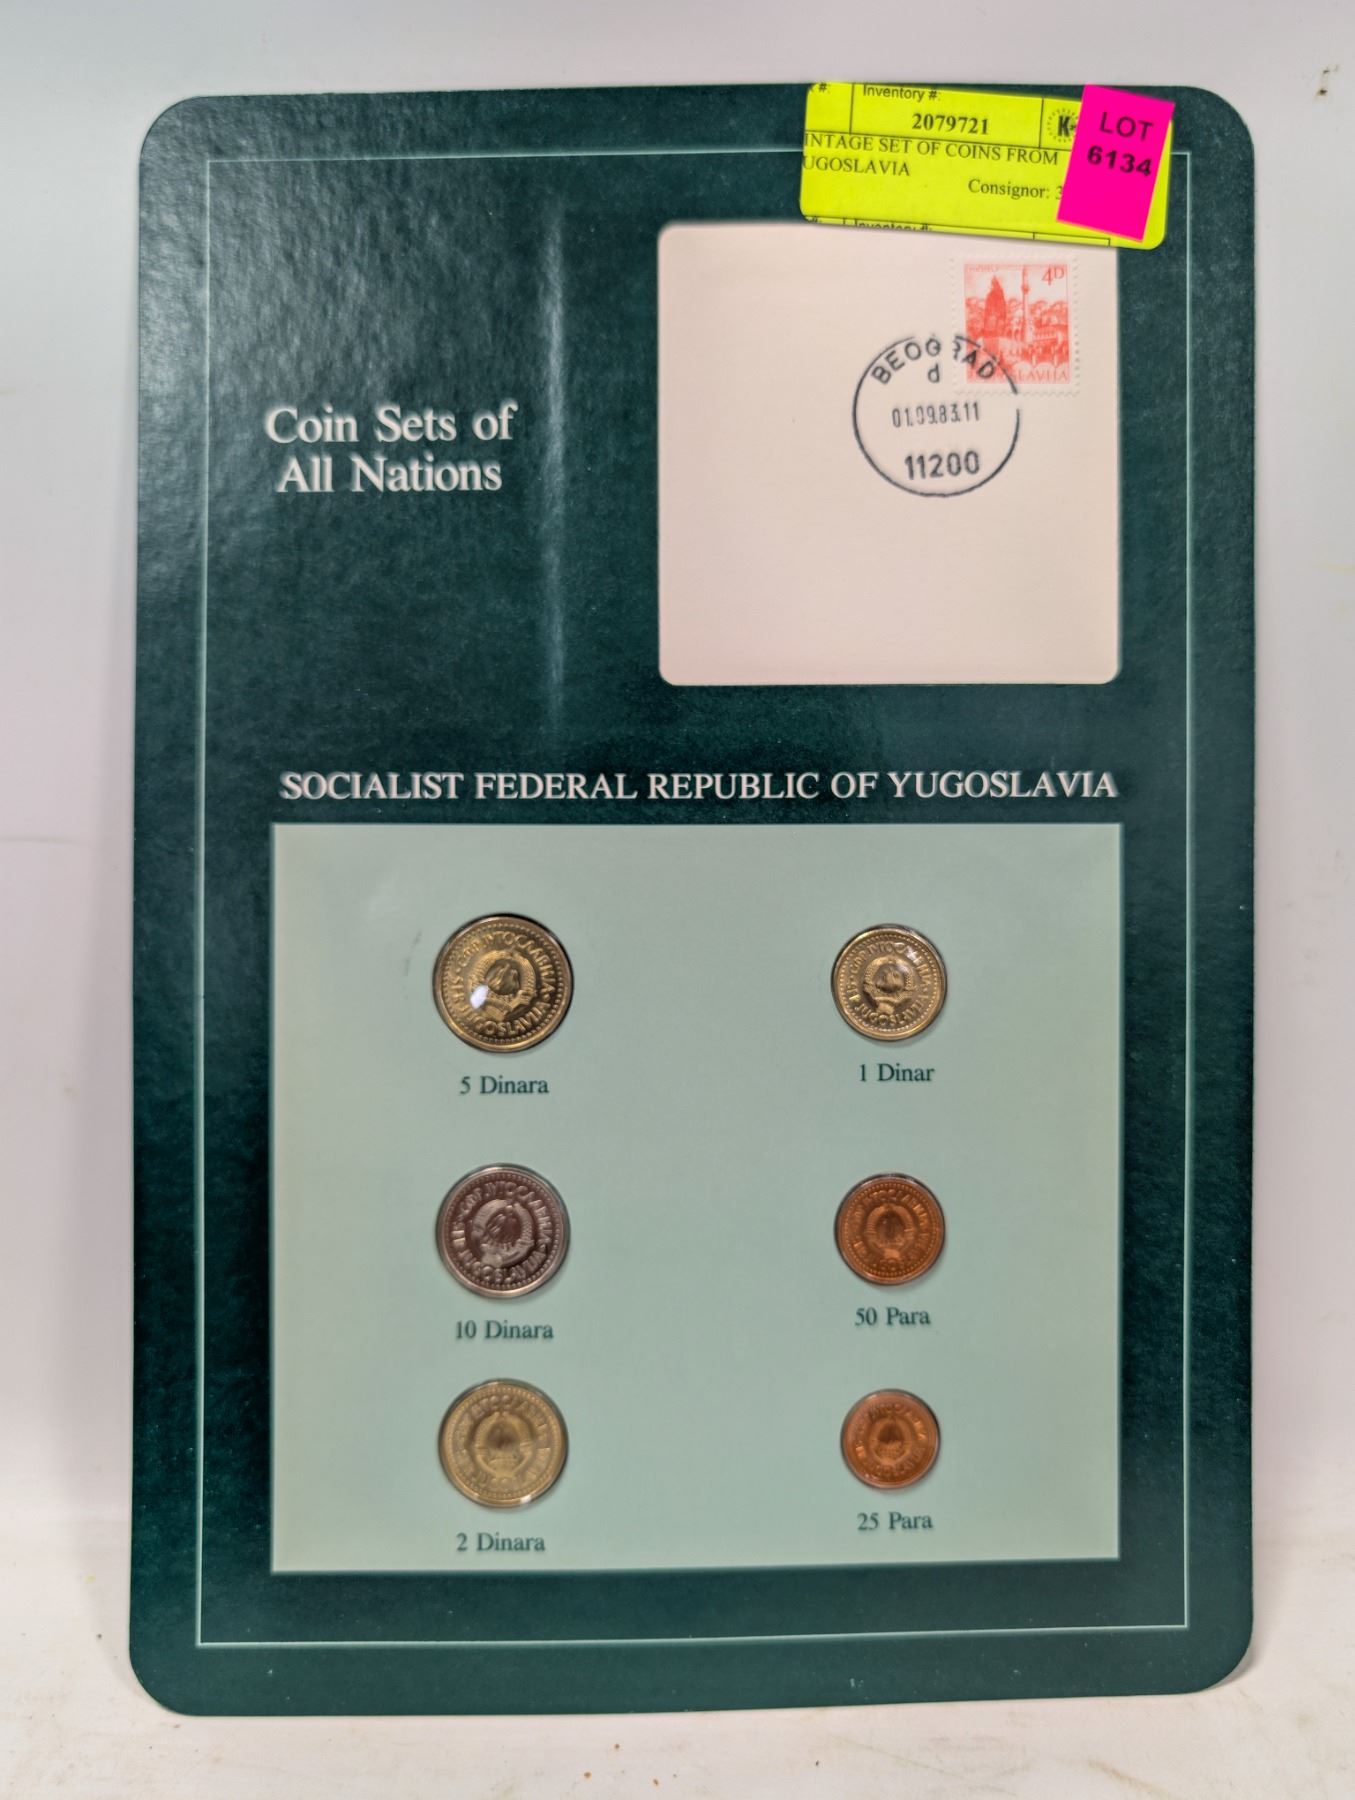 Inventory #:
2079721
LOT
6134
INTAGE SET OF COINS FROM
UGOSLAVIA
Consignor: 3
4D
BEOGRAD
d
01.09.83.11
11200
Coin Sets of
All Nations
SOCIALIST FEDERAL REPUBLIC OF YUGOSLAVIA
5 Dinara
1 Dinar
10 Dinara
50 Para
2 Dinara
25 Para